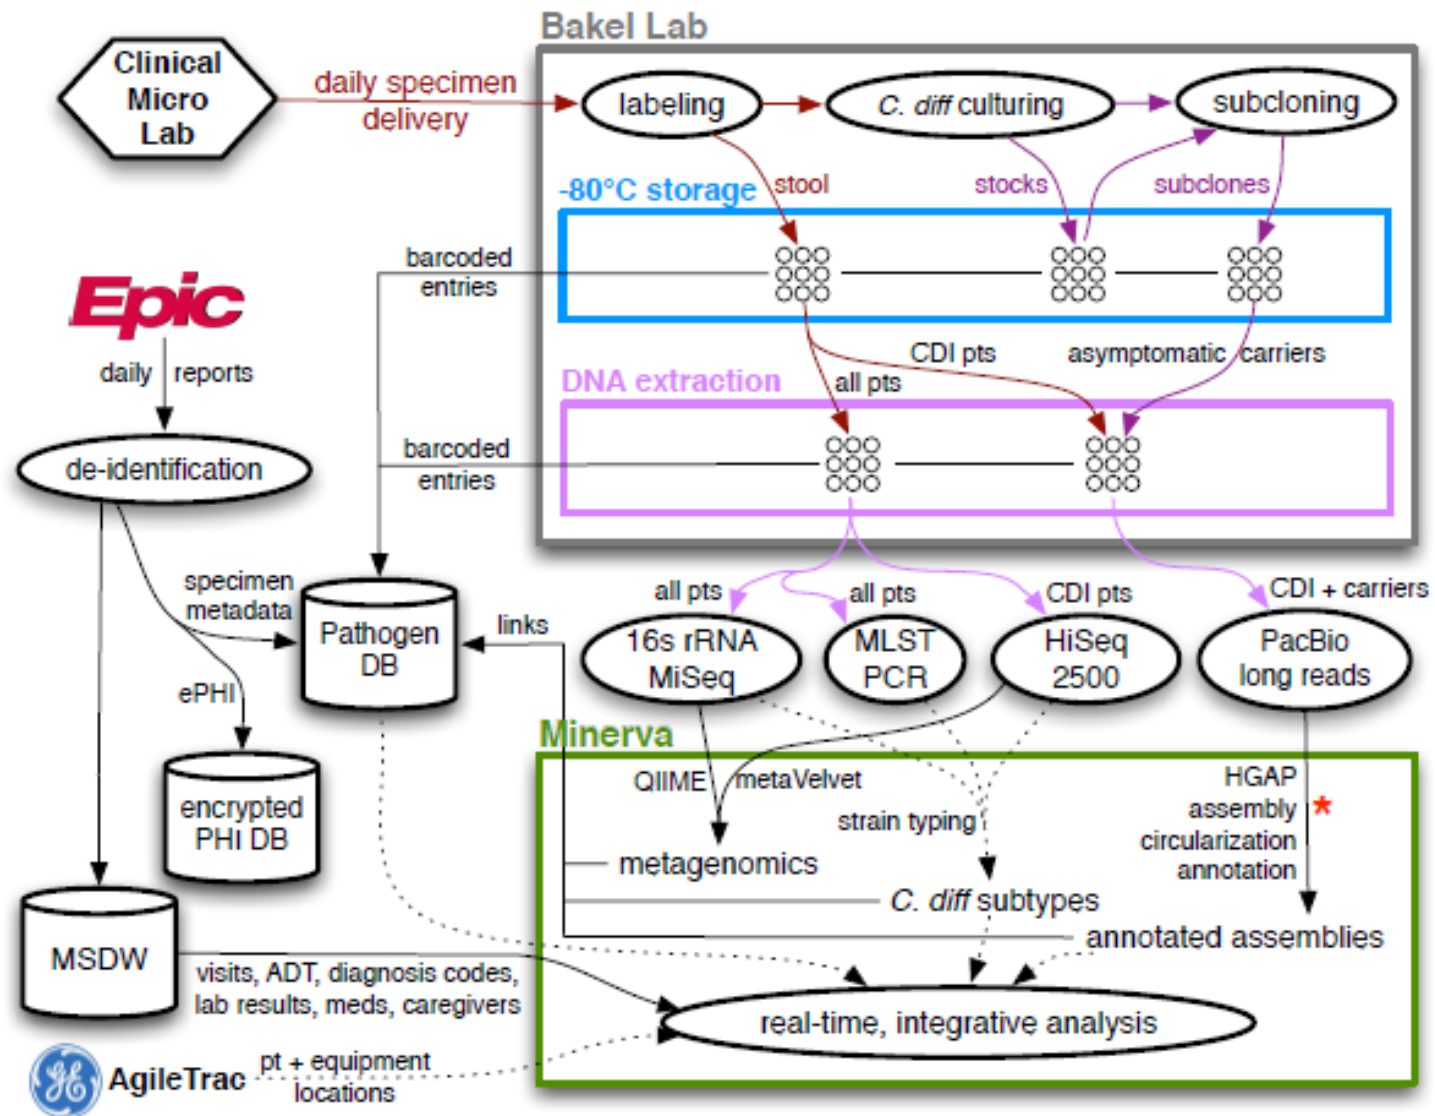 Bakel Lab
Clinical
Micro
Lab
daily specimen
delivery
labeling
C. diff culturing
subcloning
stool
stocks
subclones
-80°C storage
barcoded
entries
Epic
daily reports
CDI pts
asymptomatic carriers
all pts
DNA extraction
barcoded
entries
de-identification
specimen
metadata
ePHI
Pathogen
DB
links
all pts
all pts
CDI pts
CDI + carriers
16s rRNA
MiSeq
MLST
PCR
HiSeq
2500
PacBio
long reads
Minerva
QIIME
metaVelvet
strain typing
HGAP
assembly *
circularization
annotation
encrypted
PHI DB
metagenomics
C. diff subtypes
annotated assemblies
MSDW
visits, ADT, diagnosis codes,
lab results, meds, caregivers
real-time, integrative analysis
GE
AgileTrac
pt + equipment
locations